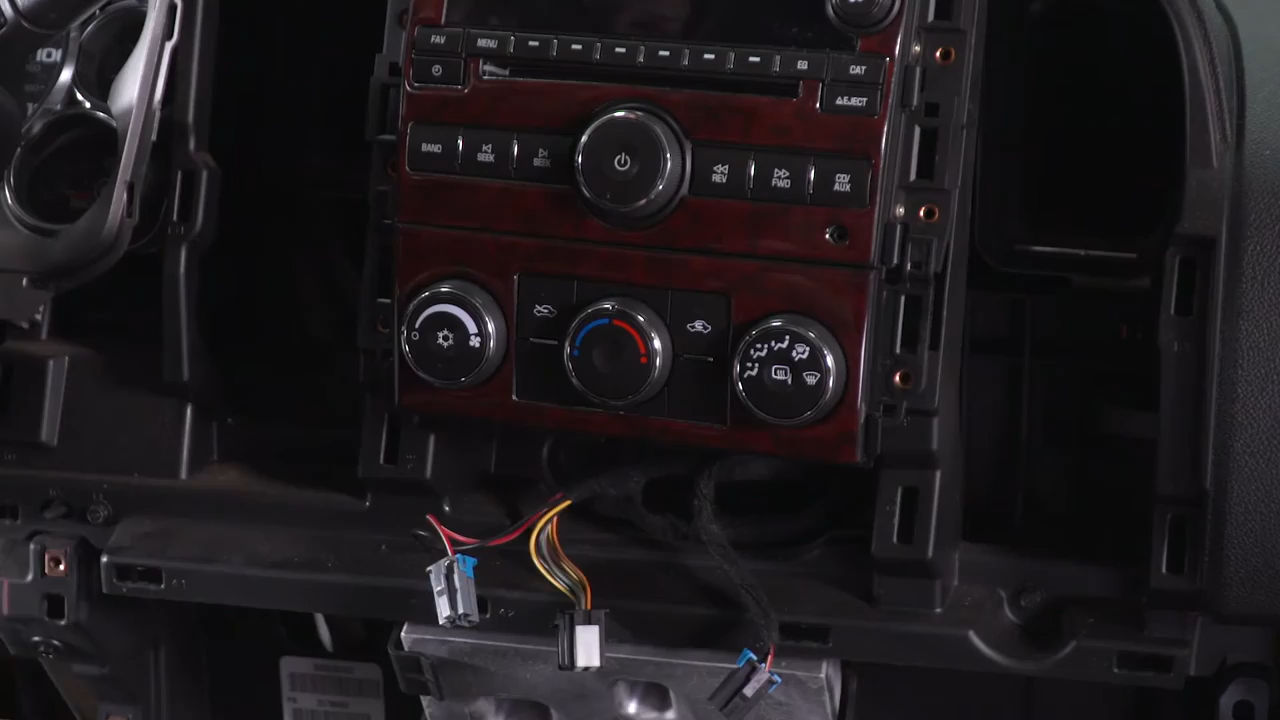 FAV
MENU
EQ
CAT
EJECT
BAND
SEEK
SEEK
REV
FWD
CD/
AUX